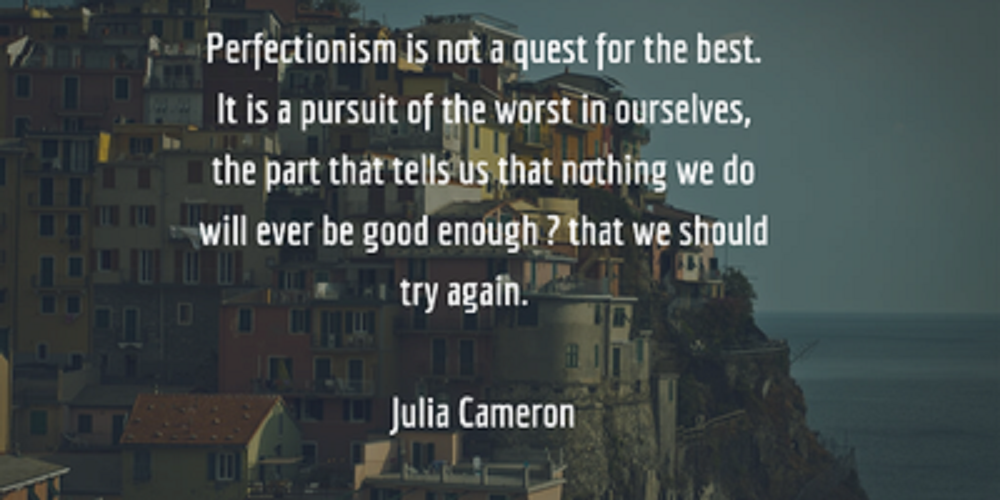 Perfectionism is not a quest for the best.
It is a pursuit of the worst in ourselves,
the part that tells us that nothing we do
will ever be good enough ? that we should
try again.
Julia Cameron